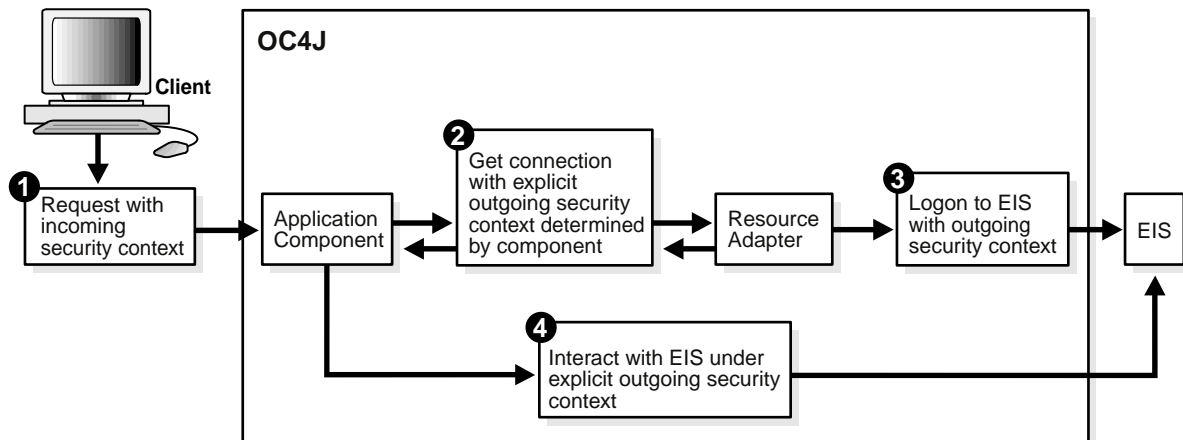 OC4J
Client
1
Request with
incoming
security context
Application
Component
2
Get connection
with explicit
outgoing security
context determined
by component
Resource
Adapter
3
Logon to EIS
with outgoing
security context
EIS
4
Interact with EIS under
explicit outgoing security
context